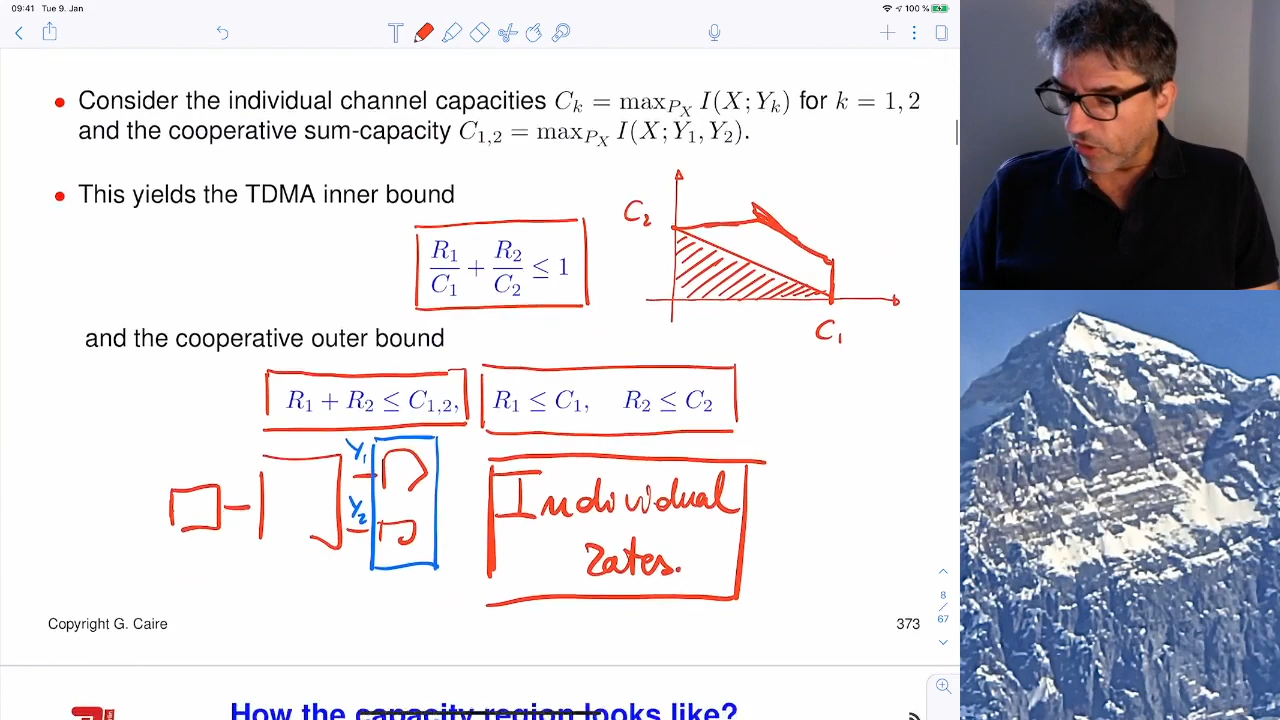 09:41 Tue 9. Jan
100 %
• Consider the individual channel capacities C_k = max_{P_X} I(X; Y_k) for k = 1, 2
and the cooperative sum-capacity C_{1,2} = max_{P_X} I(X; Y_1, Y_2).
• This yields the TDMA inner bound
C_2
R_1/C_1 + R_2/C_2 ≤ 1
C_1
and the cooperative outer bound
R_1 + R_2 ≤ C_{1,2}, R_1 ≤ C_1, R_2 ≤ C_2
Y_1
Y_2
Individual
rates.
8
/
67
Copyright G. Caire
373
How the capacity region looks like?